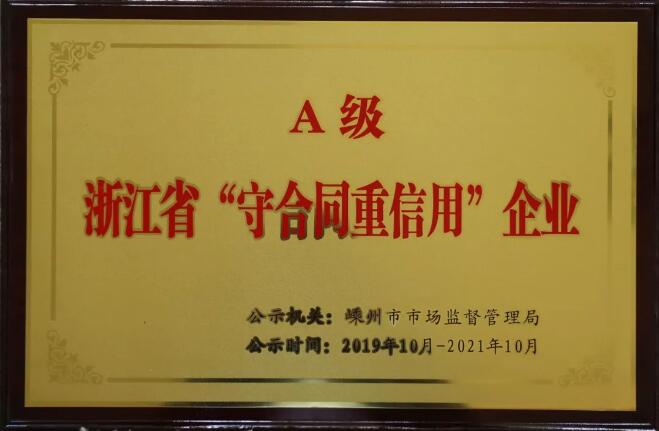 A 级
浙江省“守合同重信用”企业
公示机关：嵊州市市场监督管理局
公示时间：2019年10月-2021年10月